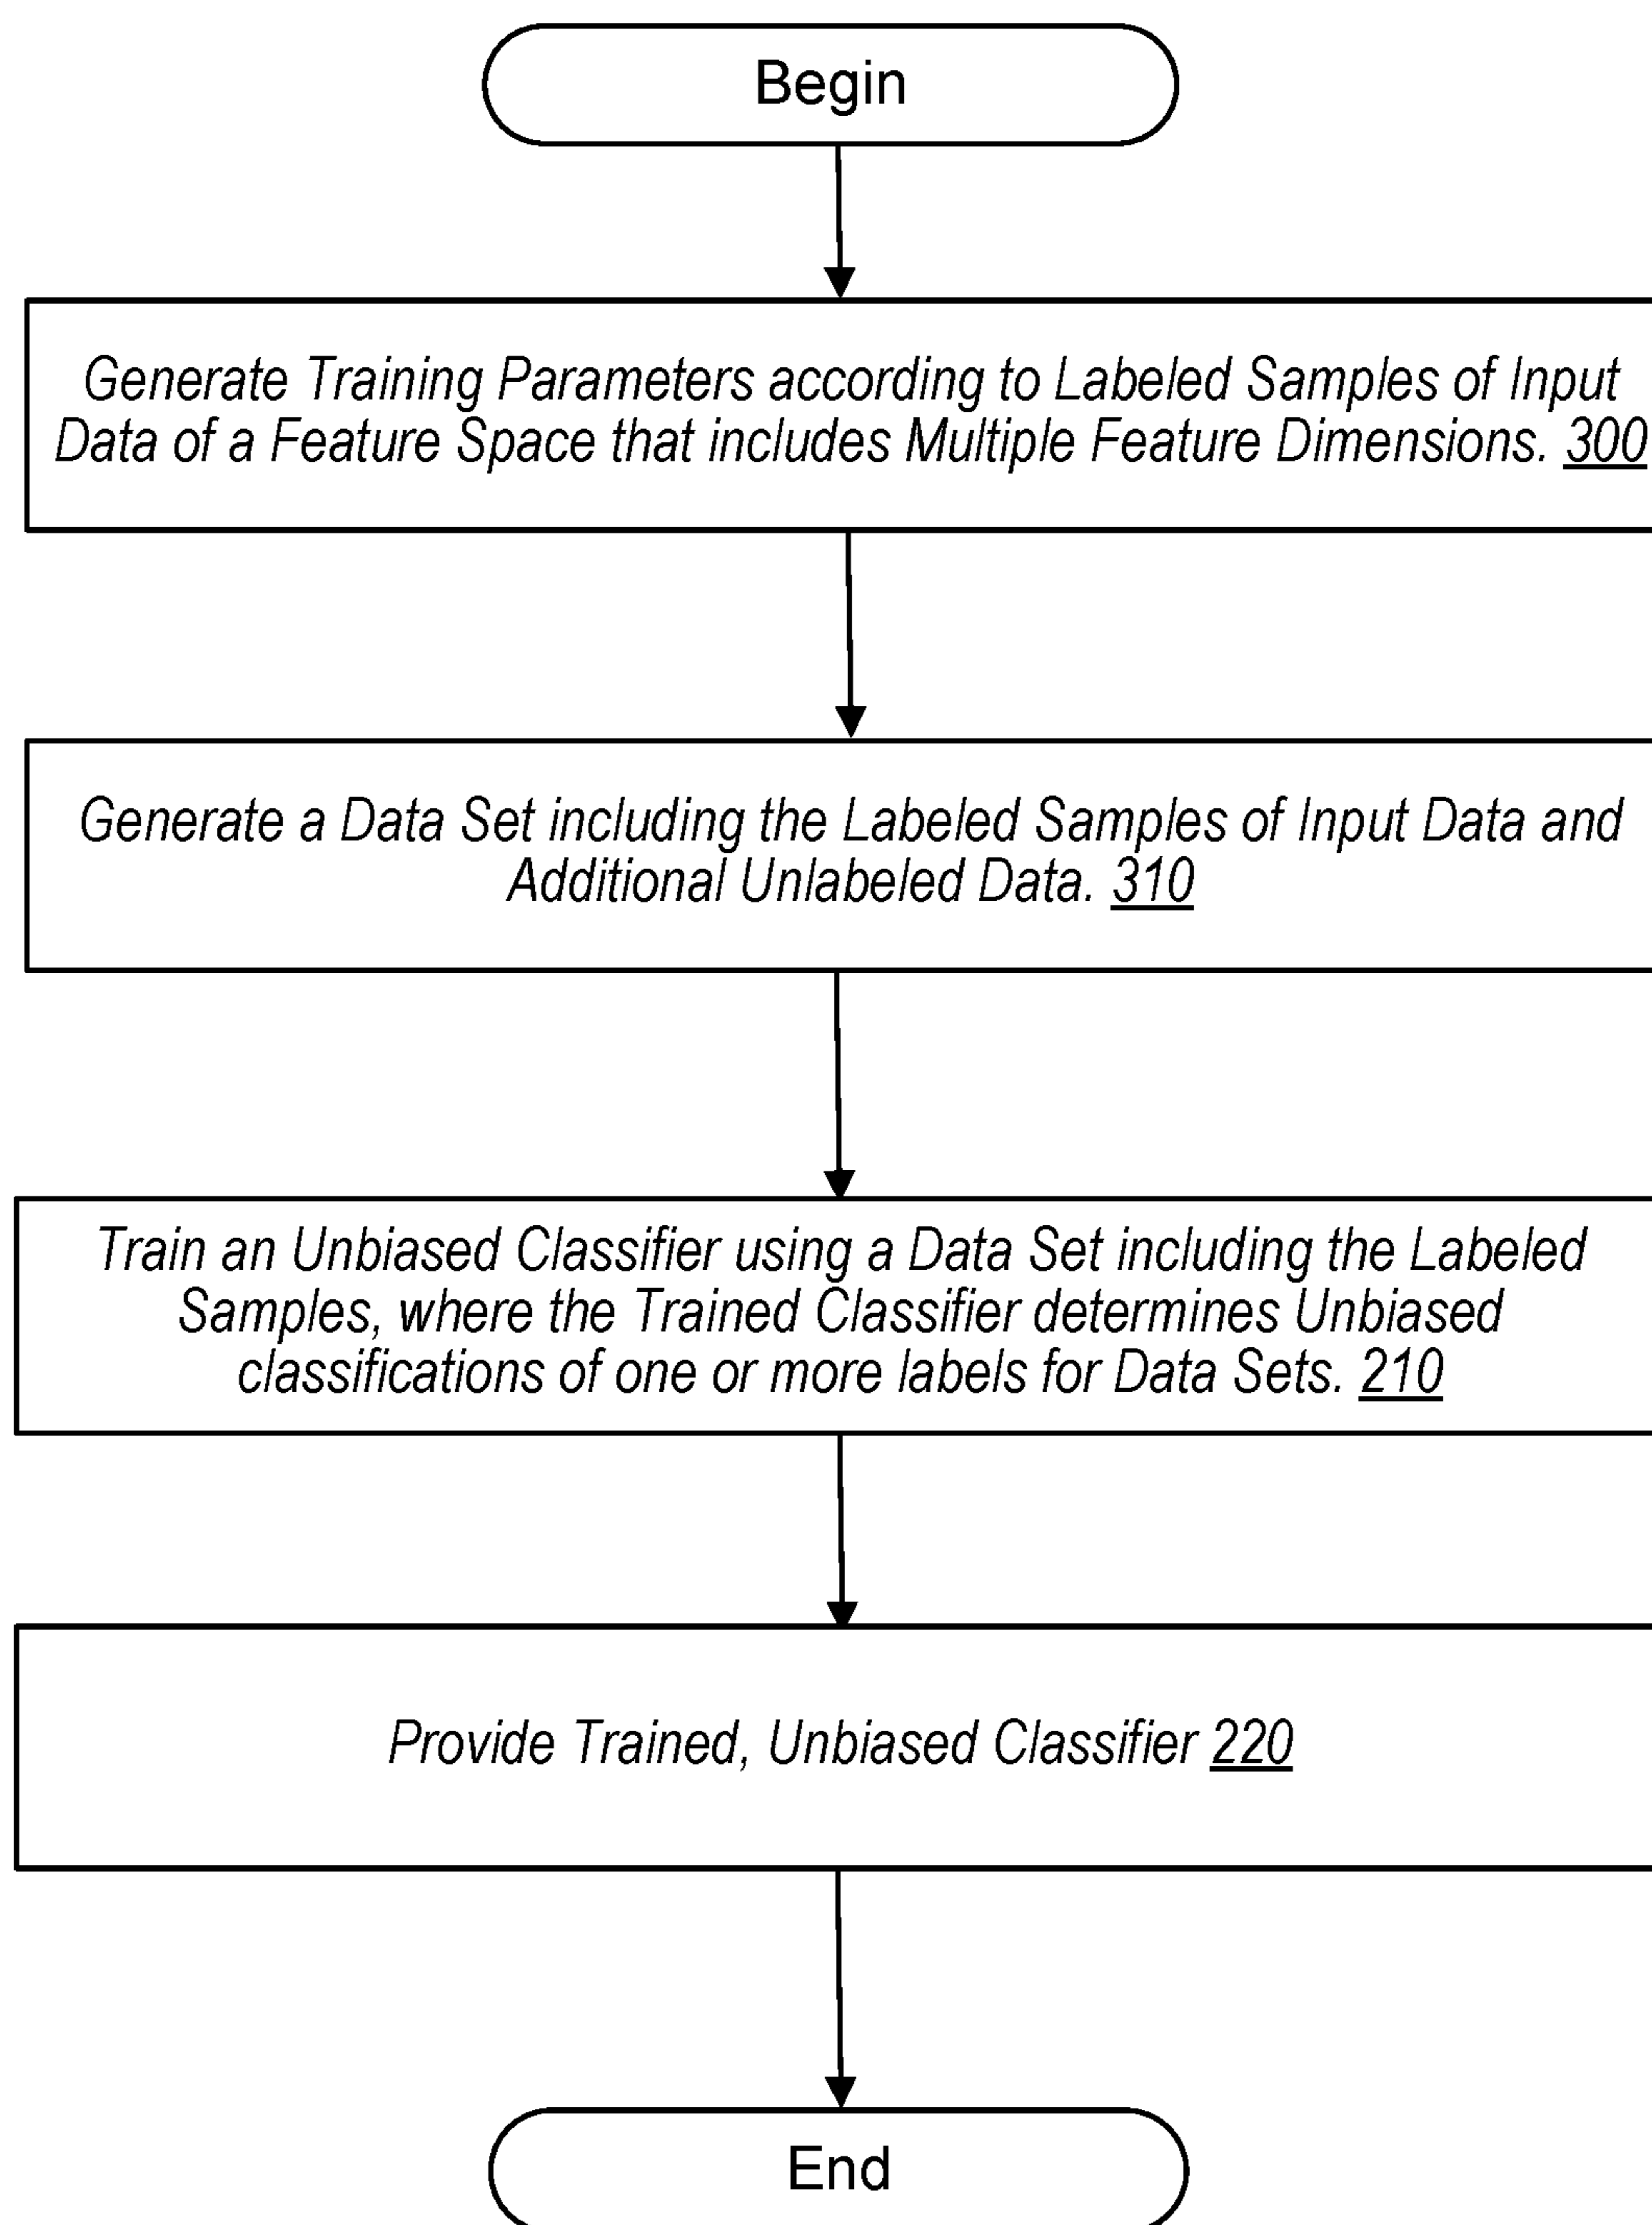 Begin
Generate Training Parameters according to Labeled Samples of Input
Data of a Feature Space that includes Multiple Feature Dimensions. 300
Generate a Data Set including the Labeled Samples of Input Data and
Additional Unlabeled Data. 310
Train an Unbiased Classifier using a Data Set including the Labeled
Samples, where the Trained Classifier determines Unbiased
classifications of one or more labels for Data Sets. 210
Provide Trained, Unbiased Classifier 220
End